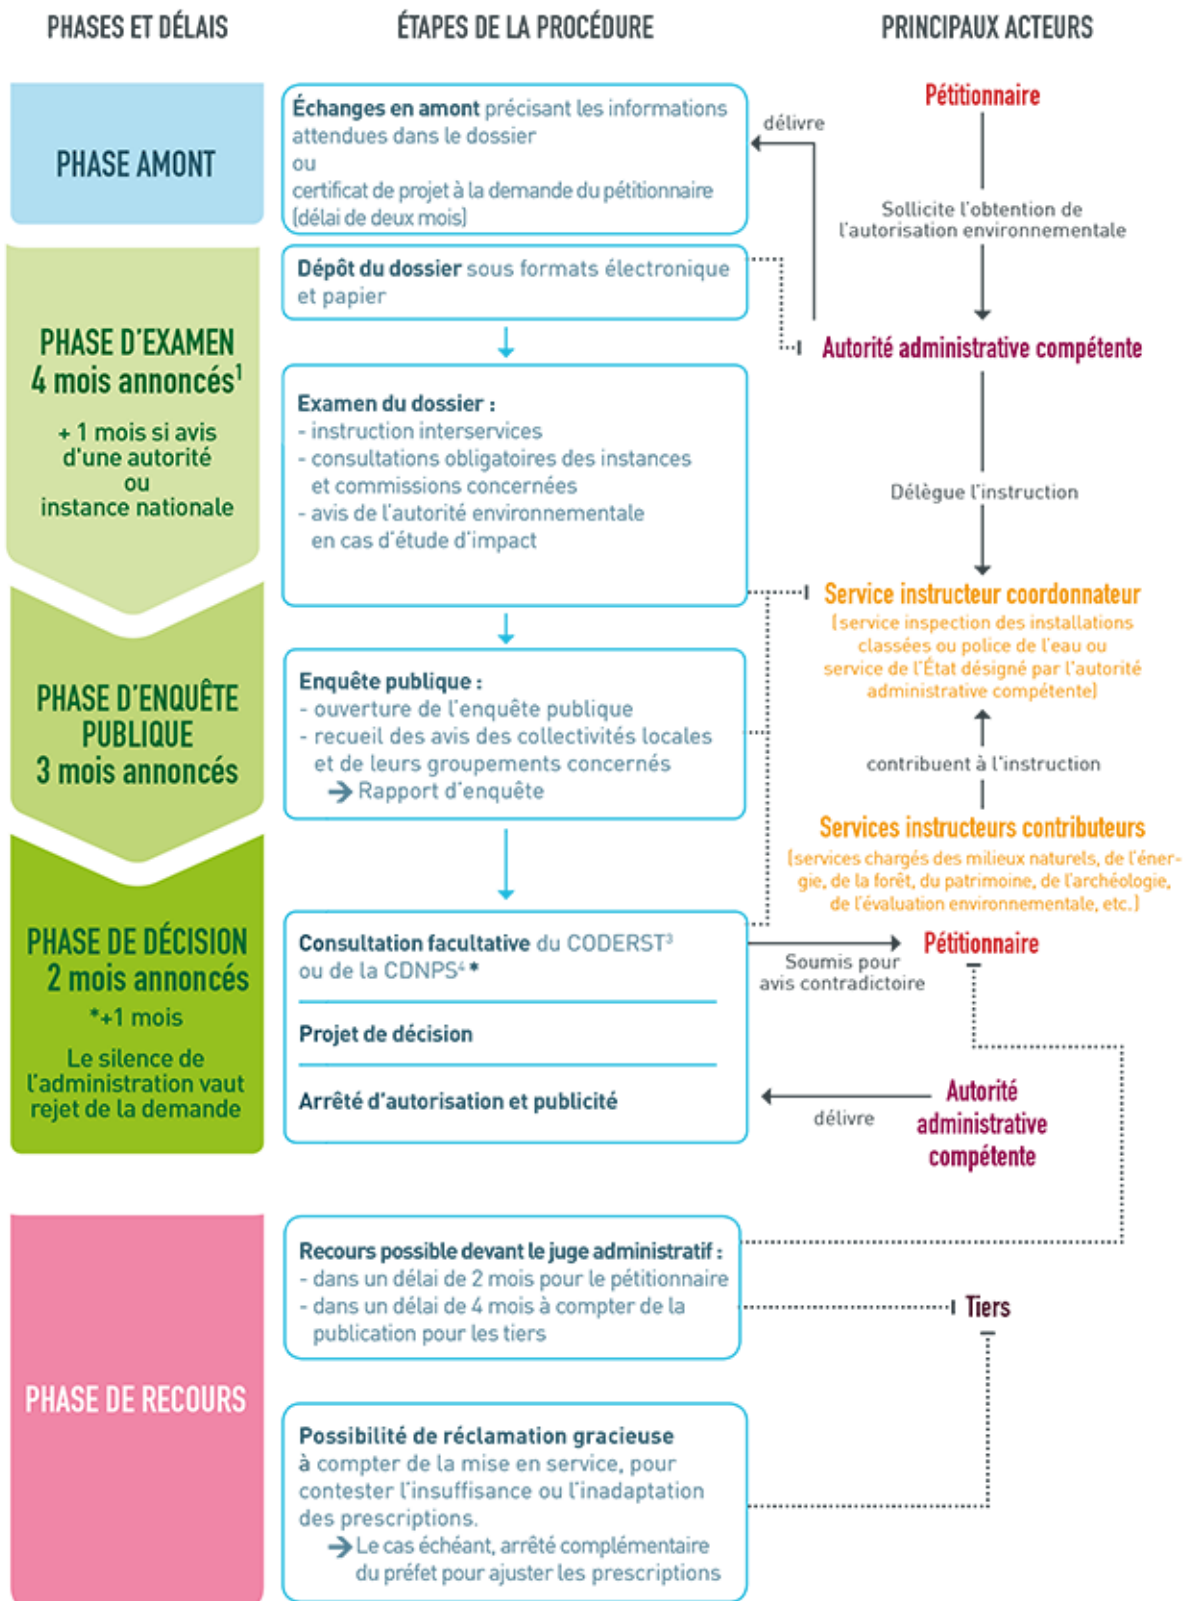 PHASES ET DÉLAIS
ÉTAPES DE LA PROCÉDURE
PRINCIPAUX ACTEURS
PHASE AMONT
Échanges en amont précisant les informations
attendues dans le dossier
ou
certificat de projet à la demande du pétitionnaire
(délai de deux mois)
délivre
Pétitionnaire
Sollicite l'obtention de
l'autorisation environnementale
PHASE D'EXAMEN
4 mois annoncés¹
+ 1 mois si avis
d'une autorité
ou
instance nationale
Dépôt du dossier sous formats électronique
et papier
Autorité administrative compétente
Examen du dossier :
- instruction interservices
- consultations obligatoires des instances
et commissions concernées
- avis de l'autorité environnementale
en cas d'étude d'impact
Délègue l'instruction
Service instructeur coordonnateur
(service inspection des installations
classées ou police de l'eau ou
service de l'État désigné par l'autorité
administrative compétente)
PHASE D'ENQUÊTE
PUBLIQUE
3 mois annoncés
Enquête publique :
- ouverture de l'enquête publique
- recueil des avis des collectivités locales
et de leurs groupements concernés
➔ Rapport d'enquête
contribuent à l'instruction
Services instructeurs contributeurs
(services chargés des milieux naturels, de l'éner-
gie, de la forêt, du patrimoine, de l'archéologie,
de l'évaluation environnementale, etc.)
PHASE DE DÉCISION
2 mois annoncés
*+1 mois
Le silence de
l'administration vaut
rejet de la demande
Consultation facultative du CODERST³
ou de la CDNPS⁴ *
Projet de décision
Arrêté d'autorisation et publicité
Soumis pour
avis contradictoire
Pétitionnaire
délivre
Autorité
administrative
compétente
PHASE DE RECOURS
Recours possible devant le juge administratif :
- dans un délai de 2 mois pour le pétitionnaire
- dans un délai de 4 mois à compter de la
publication pour les tiers
Tiers
Possibilité de réclamation gracieuse
à compter de la mise en service, pour
contester l'insuffisance ou l'inadaptation
des prescriptions.
➔ Le cas échéant, arrêté complémentaire
du préfet pour ajuster les prescriptions